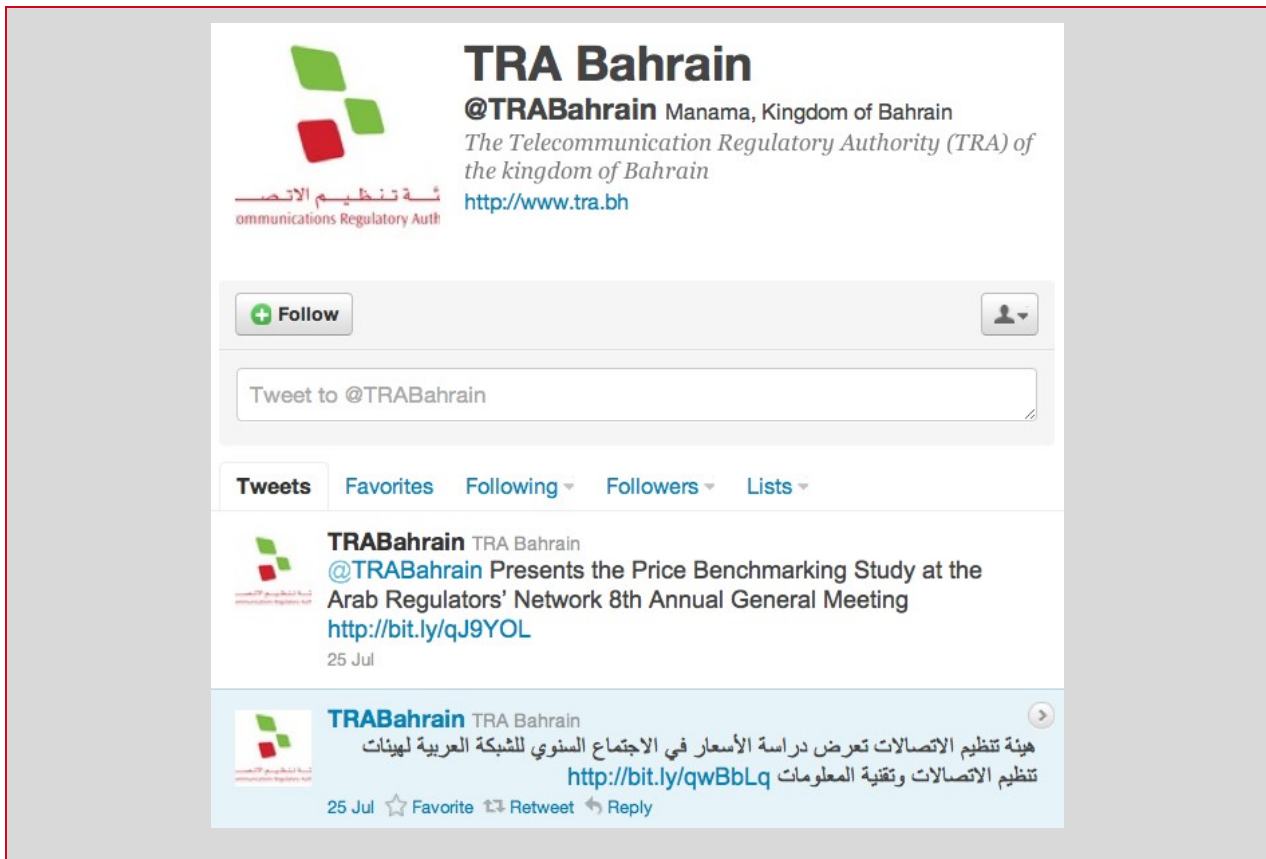 TRA Bahrain
@TRABahrain Manama, Kingdom of Bahrain
The Telecommunication Regulatory Authority (TRA) of
the kingdom of Bahrain
http://www.tra.bh
ئـة تـنـظـيـم الاتـصـ
ommunications Regulatory Auth
Follow
Tweet to @TRABahrain
Tweets Favorites Following Followers Lists
TRABahrain TRA Bahrain
@TRABahrain Presents the Price Benchmarking Study at the
Arab Regulators' Network 8th Annual General Meeting
http://bit.ly/qJ9YOL
25 Jul
TRABahrain TRA Bahrain
هيئة تنظيم الاتصالات تعرض دراسة الأسعار في الاجتماع السنوي للشبكة العربية لهيئات
تنظيم الاتصالات وتقنية المعلومات http://bit.ly/qwBbLq
25 Jul Favorite Retweet Reply